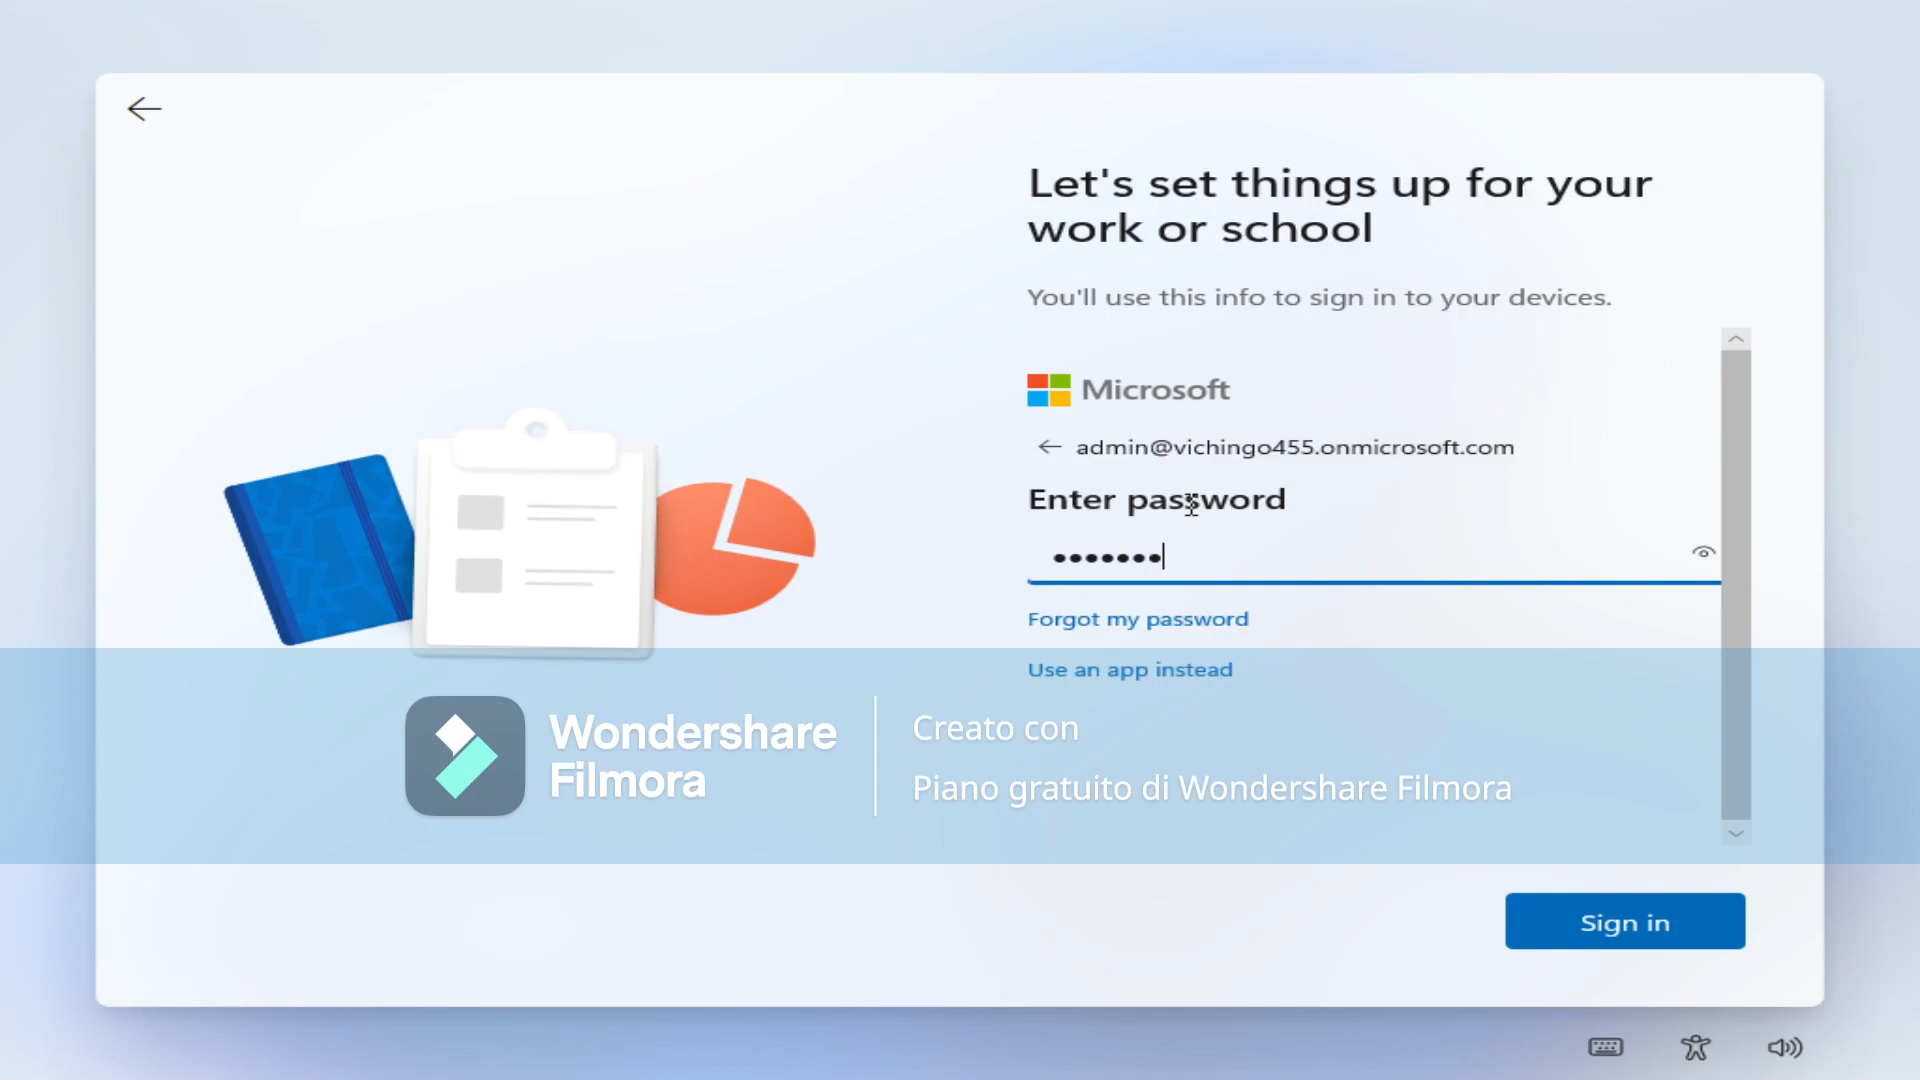 Let's set things up for your
work or school
You'll use this info to sign in to your devices.
Microsoft
admin@vichingo455.onmicrosoft.com
Enter password
•••••••
Forgot my password
Use an app instead
Wondershare
Filmora
Creato con
Piano gratuito di Wondershare Filmora
Sign in